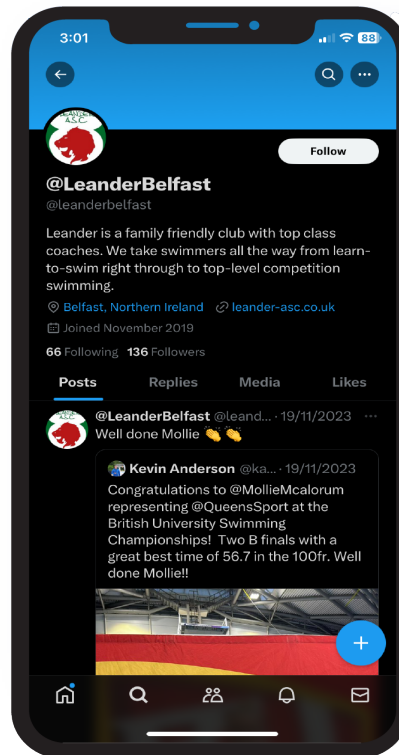 3:01
88
LEANDER
A.S.C
Follow
@LeanderBelfast
@leanderbelfast
Leander is a family friendly club with top class
coaches. We take swimmers all the way from learn-
to-swim right through to top-level competition
swimming.
Belfast, Northern Ireland leander-asc.co.uk
Joined November 2019
66 Following 136 Followers
Posts Replies Media Likes
@LeanderBelfast @leand... · 19/11/2023
Well done Mollie 👏 👏
Kevin Anderson @ka... · 19/11/2023
Congratulations to @MollieMcalorum
representing @QueensSport at the
British University Swimming
Championships! Two B finals with a
great best time of 56.7 in the 100fr. Well
done Mollie!!